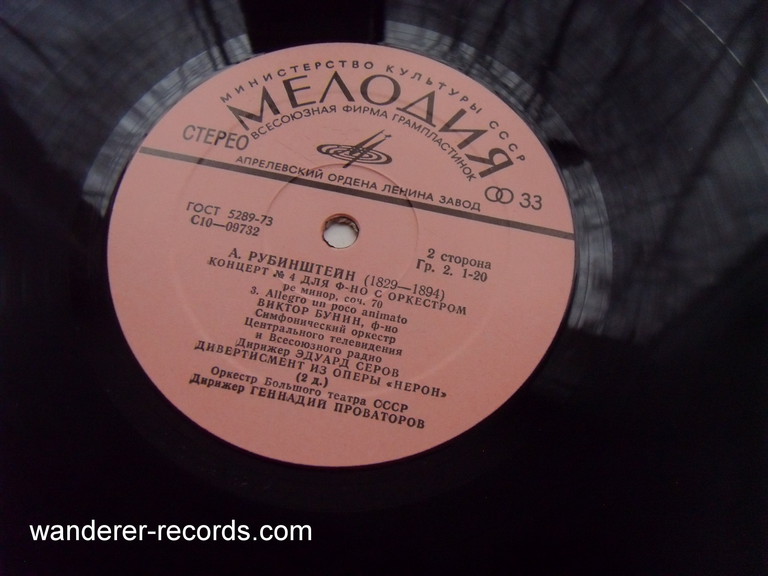 МИНИСТЕРСТВО КУЛЬТУРЫ СССР
МЕЛОДИЯ
ВСЕСОЮЗНАЯ ФИРМА ГРАМПЛАСТИНОК
СТЕРЕО
33
АПРЕЛЕВСКИЙ ОРДЕНА ЛЕНИНА ЗАВОД
ГОСТ 5289-73
С10—09732
2 сторона
Гр. 2. 1-20
А. РУБИНШТЕЙН (1829—1894)
КОНЦЕРТ № 4 ДЛЯ Ф-НО С ОРКЕСТРОМ
ре минор, соч. 70
3. Allegro un poco animato
ВИКТОР БУНИН, ф-но
Симфонический оркестр
Центрального телевидения
и Всесоюзного радио
Дирижер ЭДУАРД СЕРОВ
ДИВЕРТИСМЕНТ ИЗ ОПЕРЫ «НЕРОН»
(2 д.)
Оркестр Большого театра СССР
Дирижер ГЕННАДИЙ ПРОВАТОРОВ
wanderer-records.com